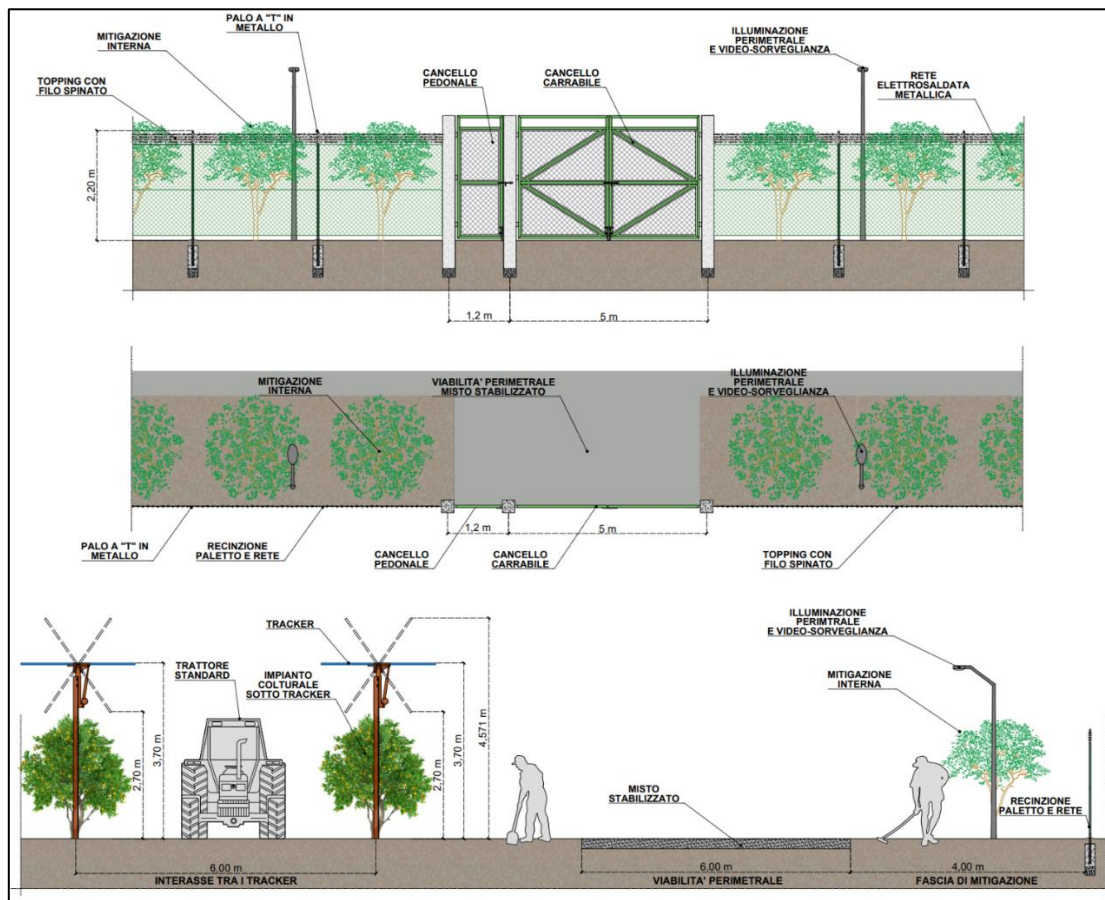 PALO A "T" IN
METALLO
MITIGAZIONE
INTERNA
TOPPING CON
FILO SPINATO
CANCELLO
PEDONALE
CANCELLO
CARRABILE
ILLUMINAZIONE
PERIMETRALE
E VIDEO-SORVEGLIANZA
RETE
ELETTROSALDATA
METALLICA
2,20 m
1,2 m
5 m
MITIGAZIONE
INTERNA
VIABILITA' PERIMETRALE
MISTO STABILIZZATO
ILLUMINAZIONE
PERIMETRALE
E VIDEO-SORVEGLIANZA
1,2 m
5 m
PALO A "T" IN
METALLO
RECINZIONE
PALETTO E RETE
CANCELLO
PEDONALE
CANCELLO
CARRABILE
TOPPING CON
FILO SPINATO
TRACKER
TRATTORE
STANDARD
IMPIANTO
COLTURALE
SOTTO TRACKER
2,70 m
3,70 m
2,70 m
3,70 m
4,571 m
ILLUMINAZIONE
PERIMTRALE
E VIDEO-SORVEGLIANZA
MITIGAZIONE
INTERNA
MISTO
STABILIZZATO
RECINZIONE
PALETTO E RETE
6,00 m
INTERASSE TRA I TRACKER
6,00 m
VIABILITA' PERIMETRALE
4,00 m
FASCIA DI MITIGAZIONE